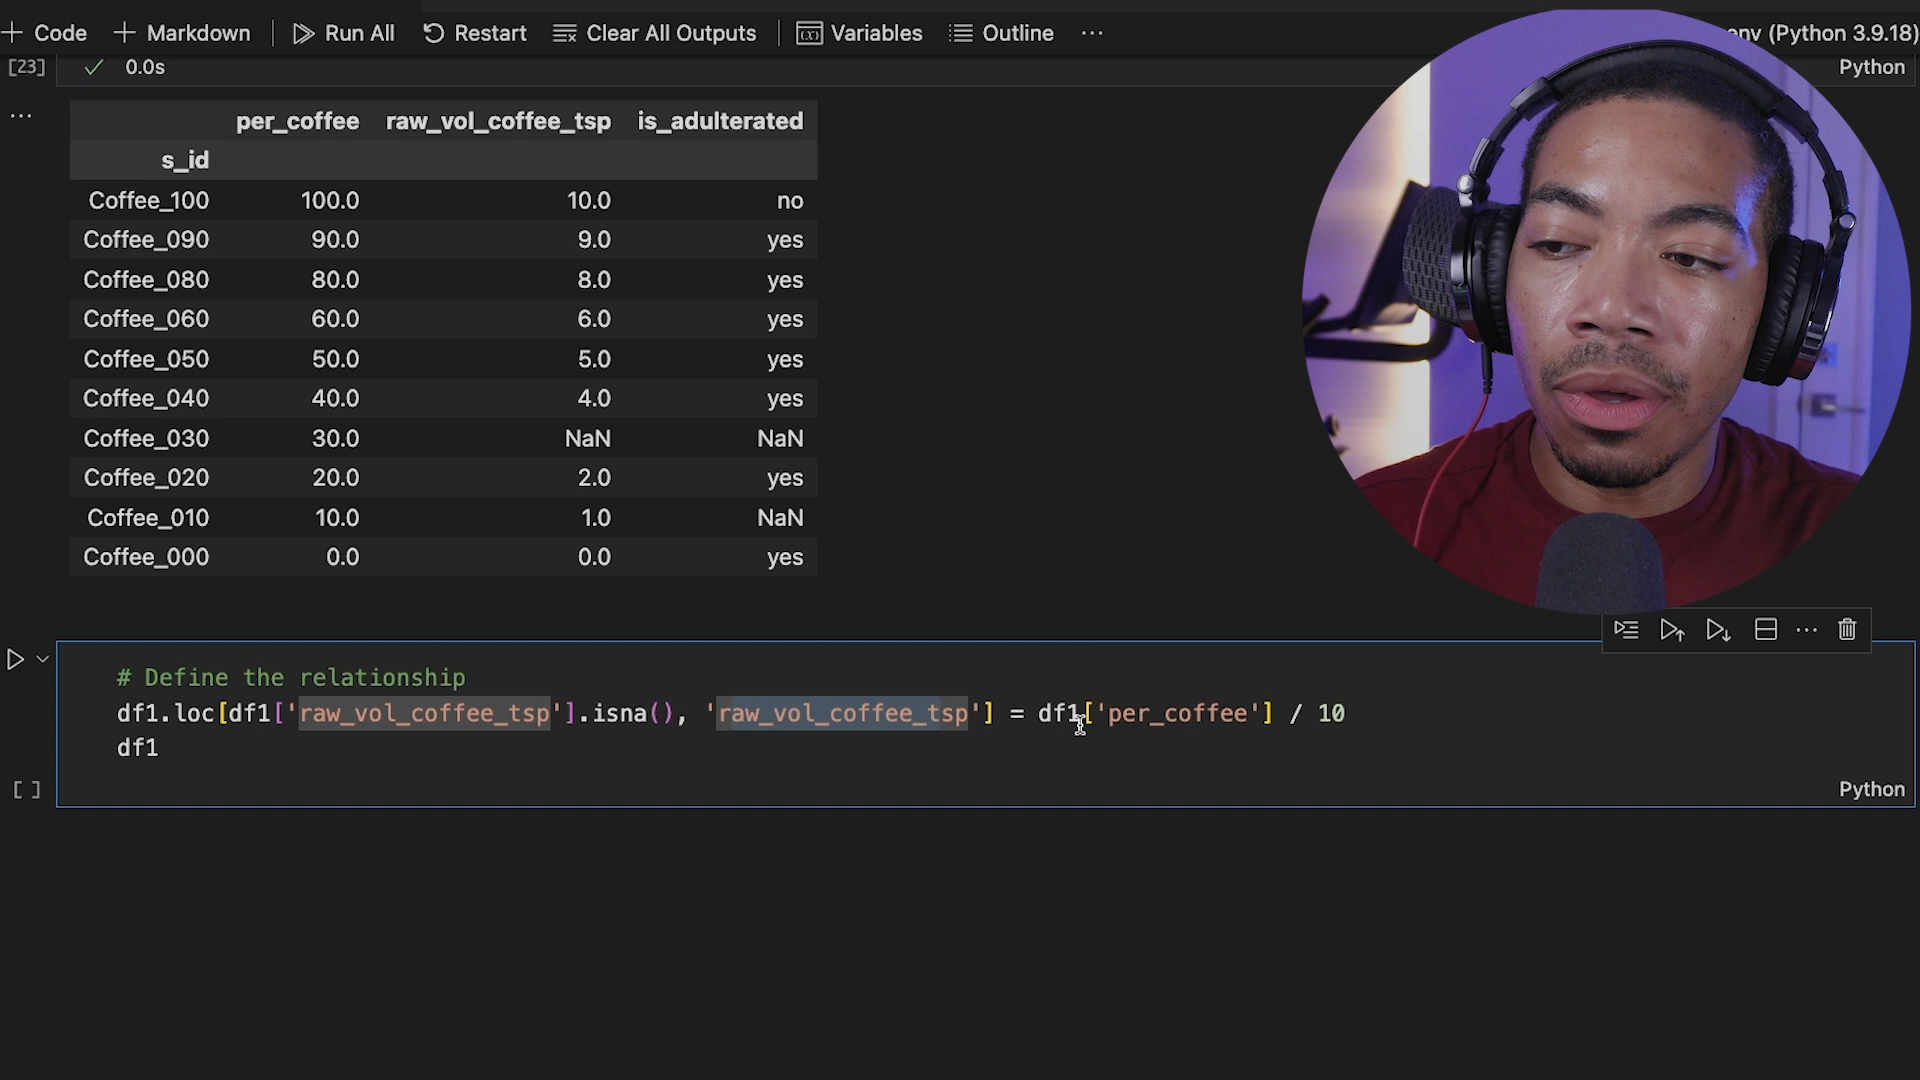 Code Markdown Run All Restart Clear All Outputs Variables Outline ... env (Python 3.9.18)
[23] 0.0s Python
...
per_coffee raw_vol_coffee_tsp is_adulterated
s_id
Coffee_100 100.0 10.0 no
Coffee_090 90.0 9.0 yes
Coffee_080 80.0 8.0 yes
Coffee_060 60.0 6.0 yes
Coffee_050 50.0 5.0 yes
Coffee_040 40.0 4.0 yes
Coffee_030 30.0 NaN NaN
Coffee_020 20.0 2.0 yes
Coffee_010 10.0 1.0 NaN
Coffee_000 0.0 0.0 yes
# Define the relationship
df1.loc[df1['raw_vol_coffee_tsp'].isna(), 'raw_vol_coffee_tsp'] = df1['per_coffee'] / 10
df1
[ ] Python